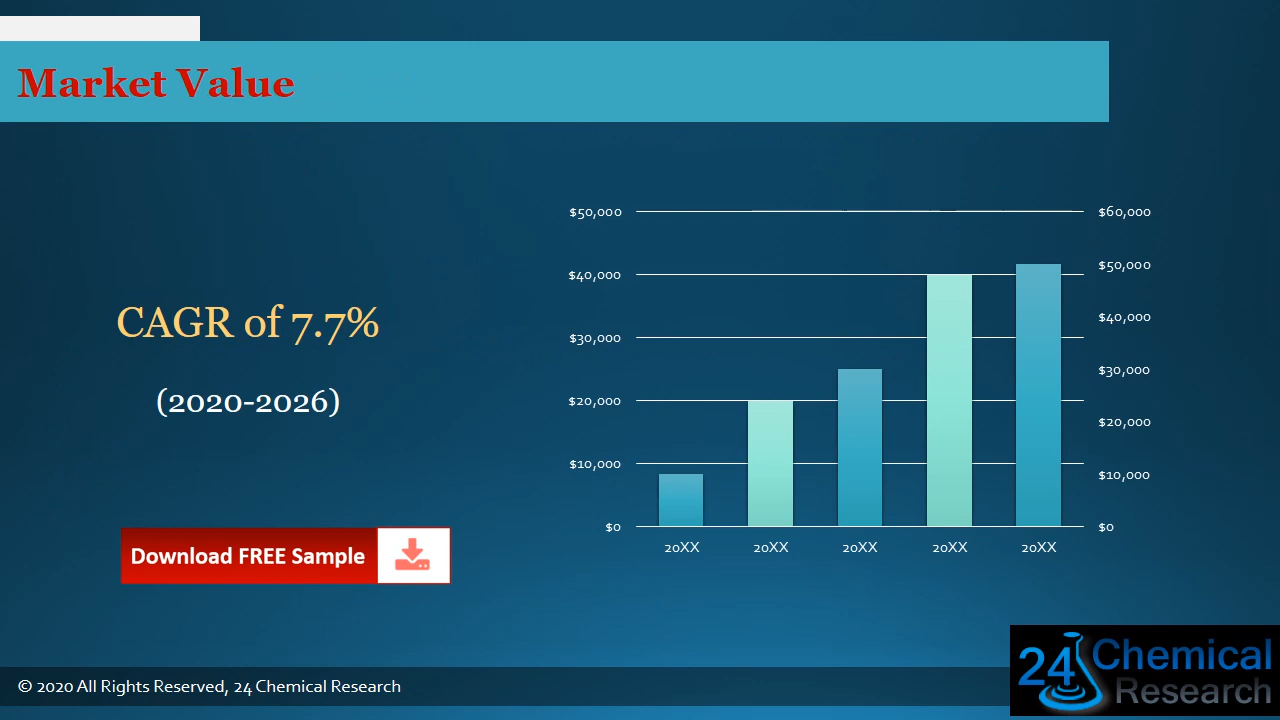 Market Value
CAGR of 7.7%
(2020-2026)
Download FREE Sample
$50,000
$40,000
$30,000
$20,000
$10,000
$0
$60,000
$50,000
$40,000
$30,000
$20,000
$10,000
$0
20XX 20XX 20XX 20XX 20XX
© 2020 All Rights Reserved, 24 Chemical Research
24 Chemical
Research